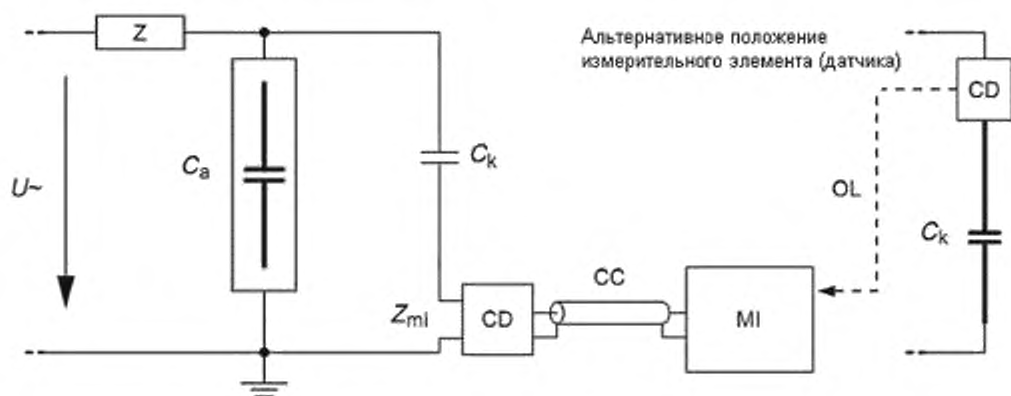 Z
Альтернативное положение
измерительного элемента (датчика)
CD
U~
Ca
Ck
OL
Ck
CC
Zmi
CD
MI